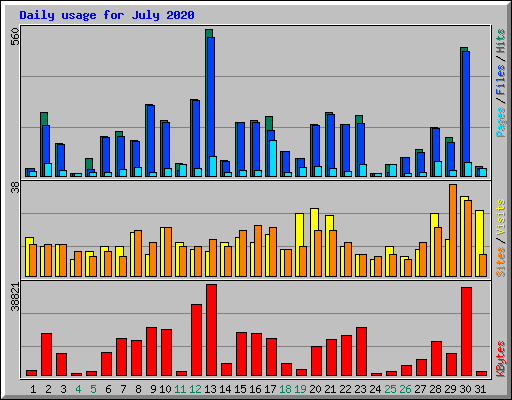 Daily usage for July 2020
560
Pages / Files / Hits
38
Sites / Visits
38821
KBytes
1 2 3 4 5 6 7 8 9 10 11 12 13 14 15 16 17 18 19 20 21 22 23 24 25 26 27 28 29 30 31